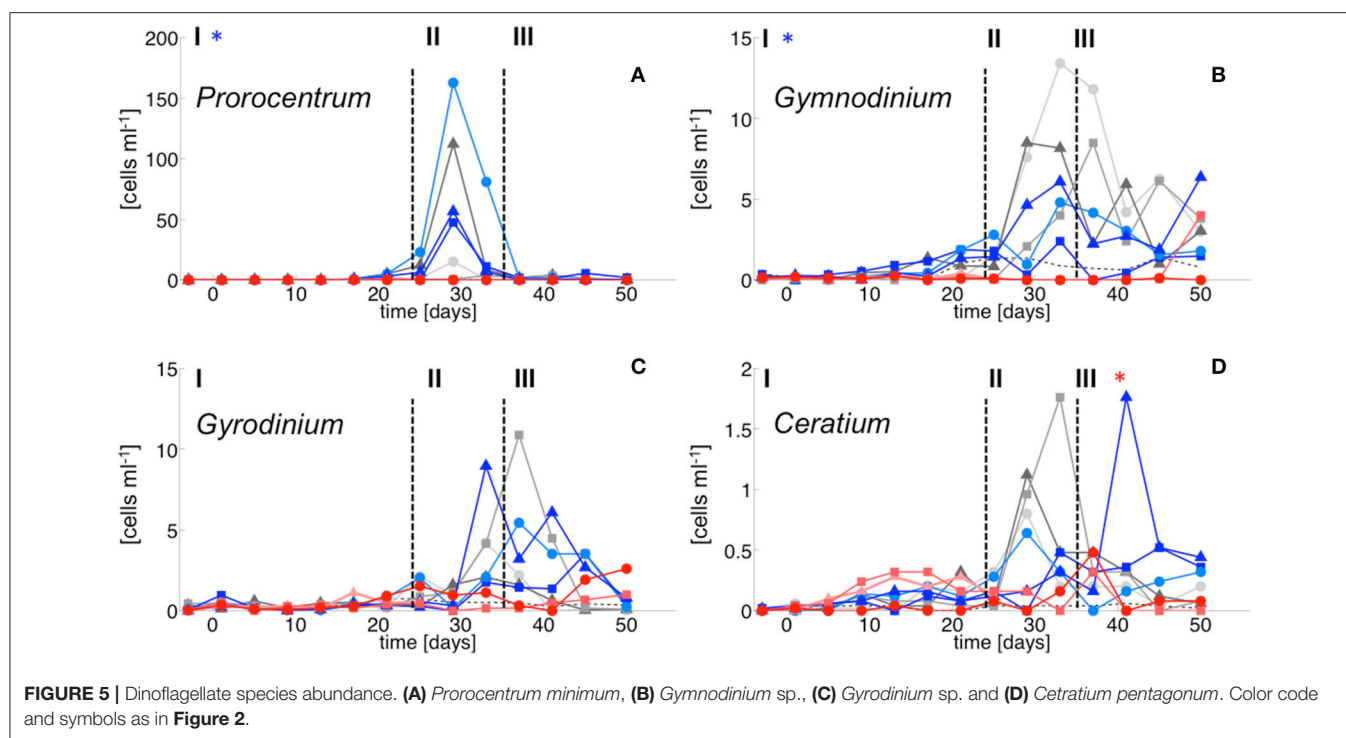 I * II III
A
Prorocentrum
[cells ml⁻¹]
200
150
100
50
0
0 10 20 30 40 50
time [days]
I * II III
B
Gymnodinium
[cells ml⁻¹]
15
10
5
0
0 10 20 30 40 50
time [days]
I II III
C
Gyrodinium
[cells ml⁻¹]
15
10
5
0
0 10 20 30 40 50
time [days]
I II III *
D
Ceratium
[cells ml⁻¹]
2
1.5
1
0.5
0
0 10 20 30 40 50
time [days]
FIGURE 5 | Dinoflagellate species abundance. (A) Prorocentrum minimum, (B) Gymnodinium sp., (C) Gyrodinium sp. and (D) Cetratium pentagonum. Color code
and symbols as in Figure 2.